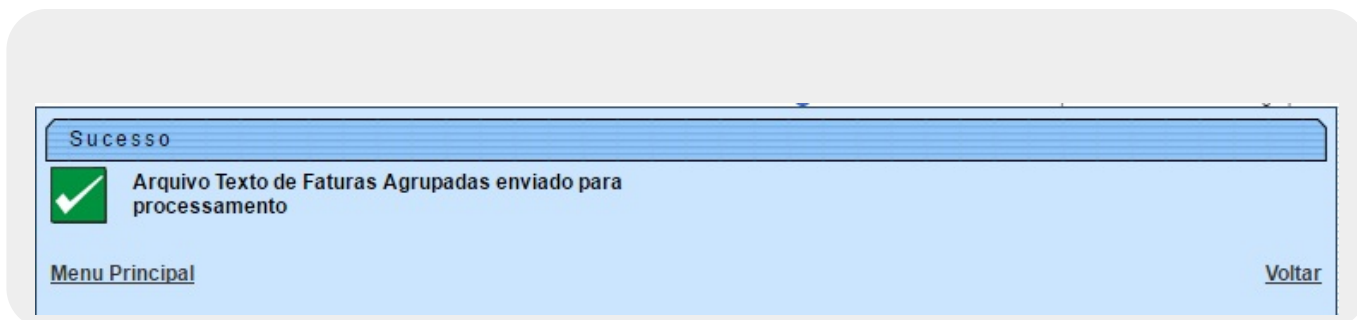 Sucesso
Arquivo Texto de Faturas Agrupadas enviado para
processamento
Menu Principal
Voltar